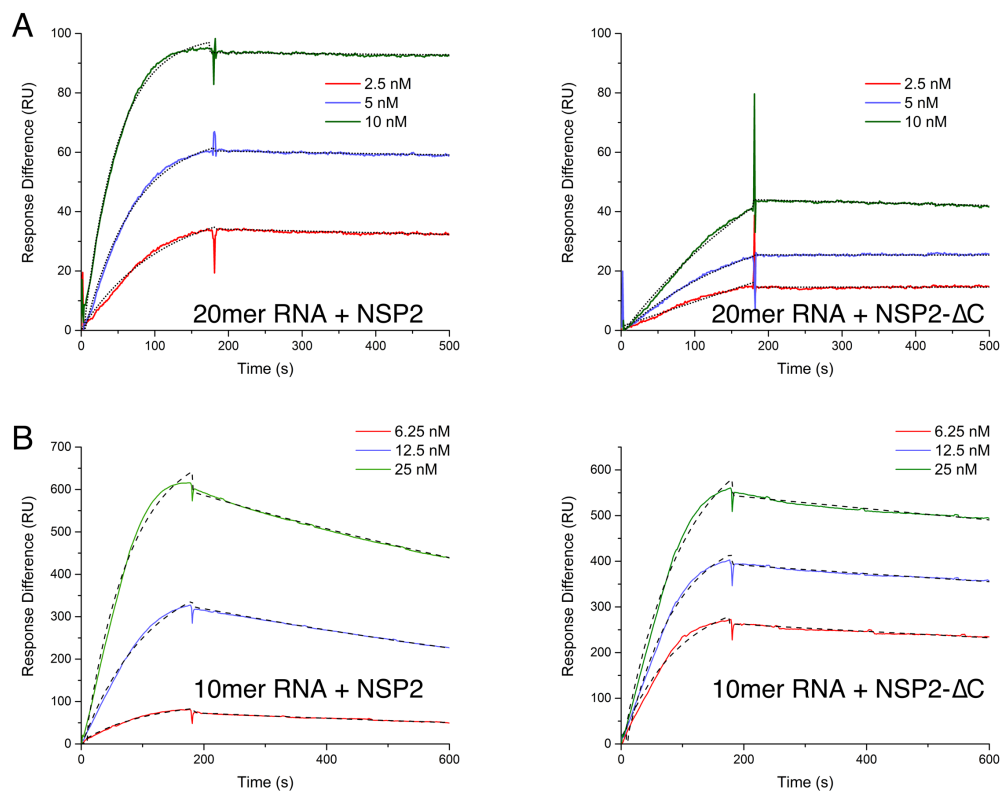 A
100
80
60
40
20
0
Response Difference (RU)
2.5 nM
5 nM
10 nM
20mer RNA + NSP2
0 100 200 300 400 500
Time (s)
100
80
60
40
20
0
Response Difference (RU)
2.5 nM
5 nM
10 nM
20mer RNA + NSP2-ΔC
0 100 200 300 400 500
Time (s)
B
700
600
500
400
300
200
100
0
Response Difference (RU)
6.25 nM
12.5 nM
25 nM
10mer RNA + NSP2
0 200 400 600
Time (s)
600
500
400
300
200
100
0
Response Difference (RU)
6.25 nM
12.5 nM
25 nM
10mer RNA + NSP2-ΔC
0 200 400 600
Time (s)